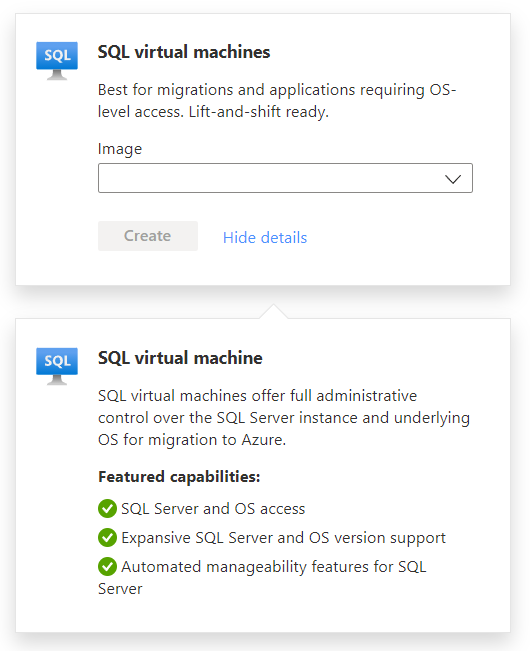 SQL
SQL virtual machines
Best for migrations and applications requiring OS-
level access. Lift-and-shift ready.
Image
Create
Hide details
SQL
SQL virtual machine
SQL virtual machines offer full administrative
control over the SQL Server instance and underlying
OS for migration to Azure.
Featured capabilities:
SQL Server and OS access
Expansive SQL Server and OS version support
Automated manageability features for SQL
Server